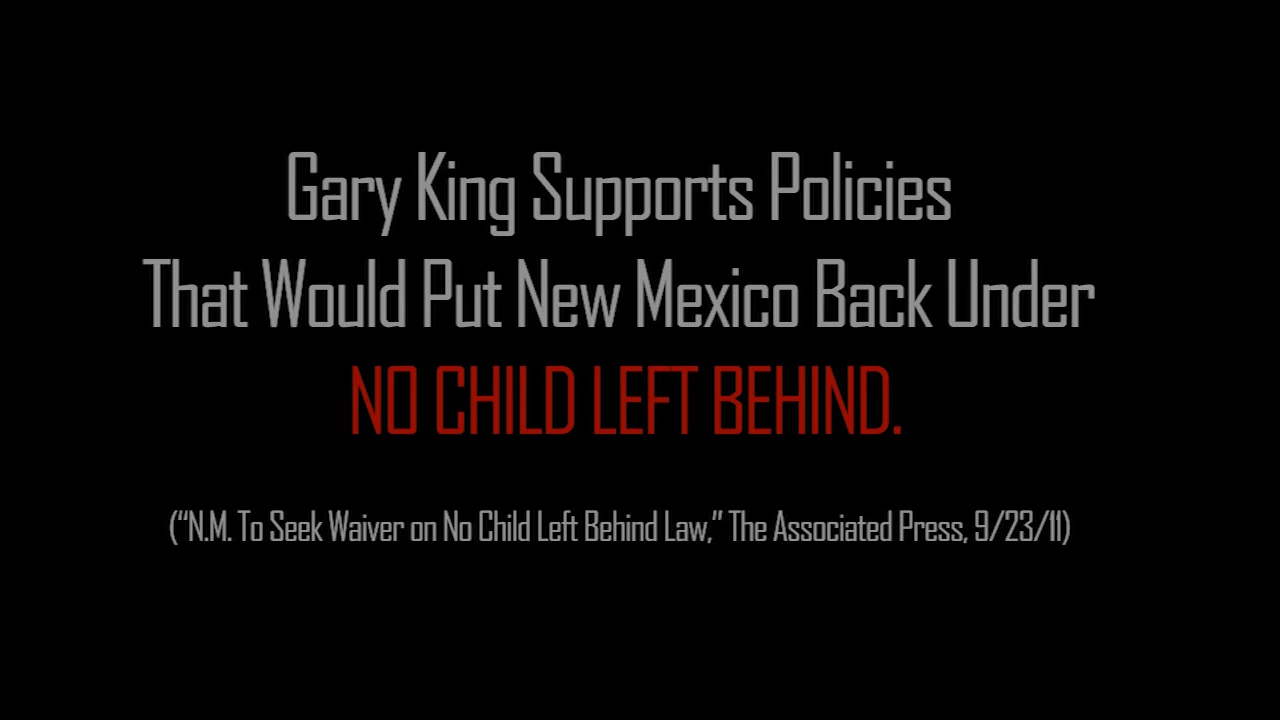 Gary King Supports Policies
That Would Put New Mexico Back Under
NO CHILD LEFT BEHIND.
(“N.M. To Seek Waiver on No Child Left Behind Law,” The Associated Press, 9/23/11)